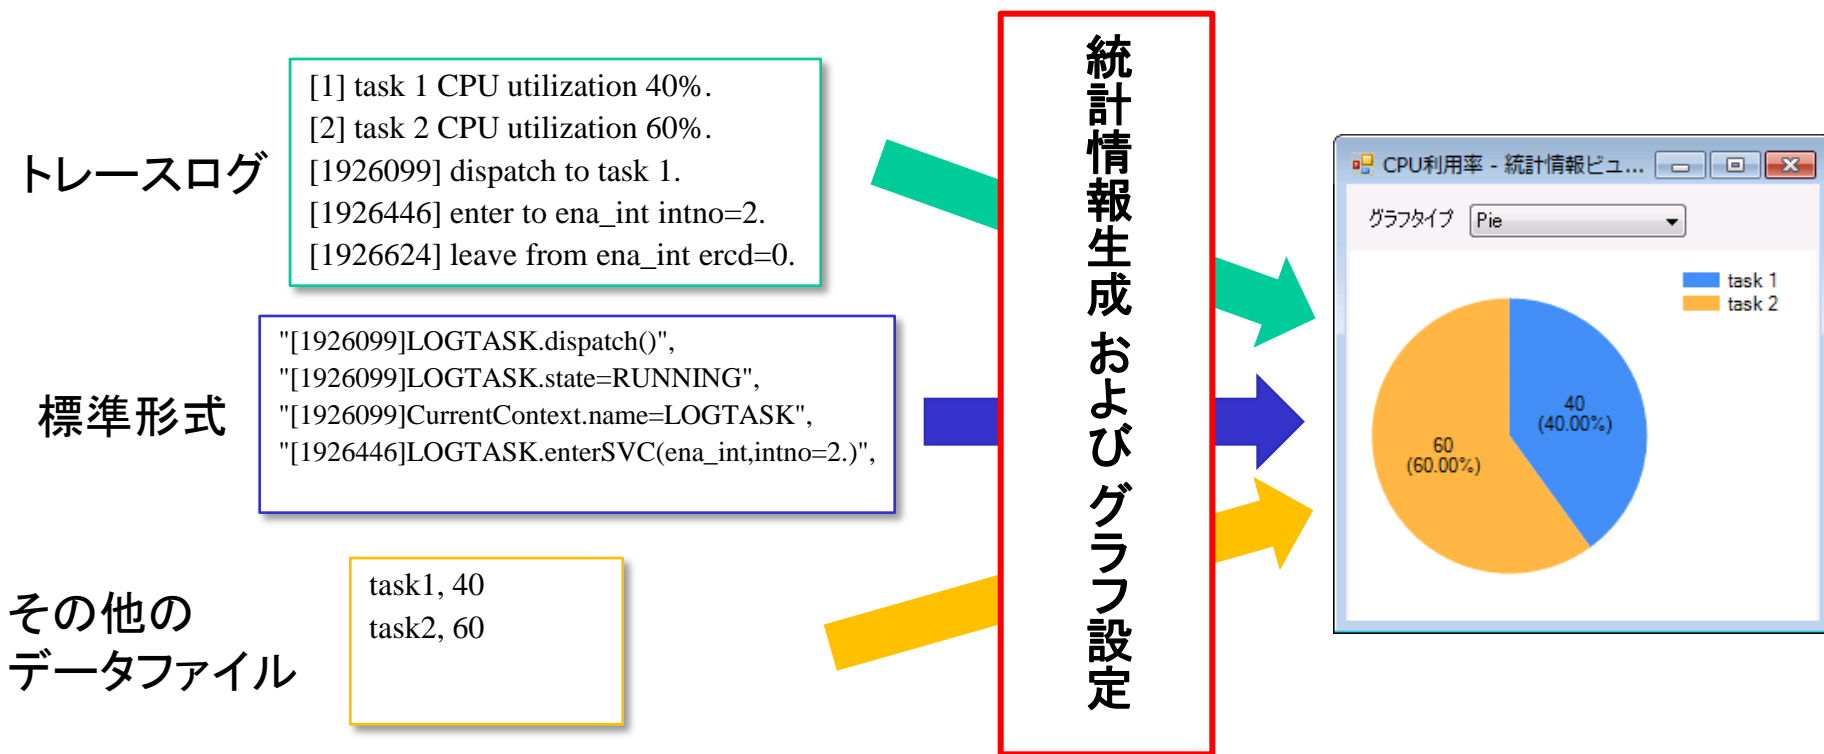 トレースログ
[1] task 1 CPU utilization 40%.
[2] task 2 CPU utilization 60%.
[1926099] dispatch to task 1.
[1926446] enter to ena_int intno=2.
[1926624] leave from ena_int ercd=0.
標準形式
"[1926099]LOGTASK.dispatch()",
"[1926099]LOGTASK.state=RUNNING",
"[1926099]CurrentContext.name=LOGTASK",
"[1926446]LOGTASK.enterSVC(ena_int,intno=2.)",
その他の
データファイル
task1, 40
task2, 60
統計情報生成 および グラフ設定
CPU利用率 - 統計情報ビュ...
グラフタイプ Pie
task 1
task 2
40
(40.00%)
60
(60.00%)